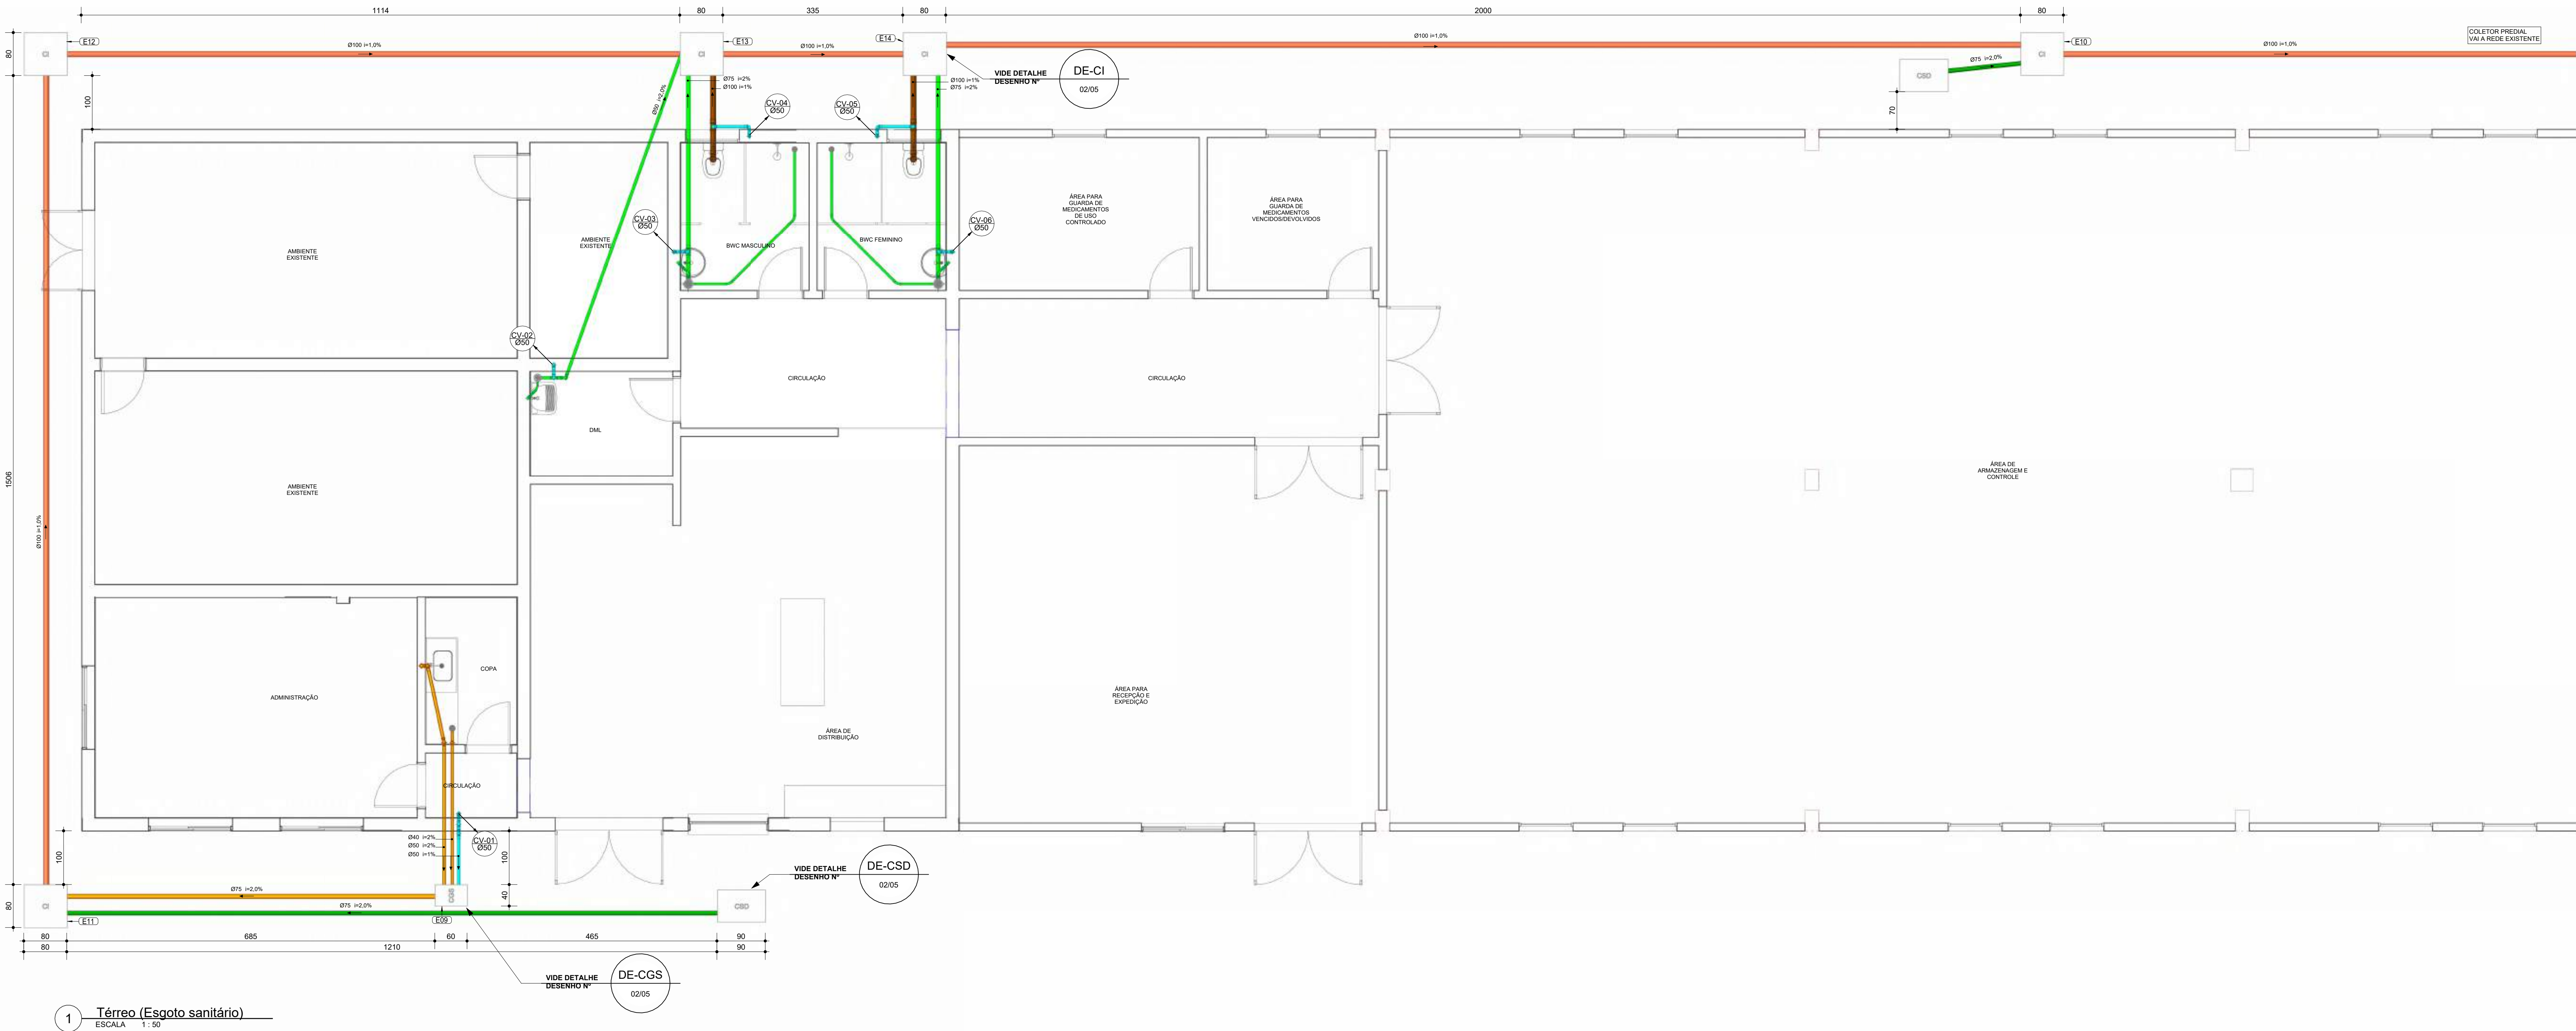 1114
80
335
80
2000
80
CI
E12
Ø100 i=1,0%
CI
E13
Ø100 i=1,0%
E14
CI
Ø100 i=1,0%
CI
E10
Ø100 i=1,0%
COLETOR PREDIAL
VAI A REDE EXISTENTE
80
VIDE DETALHE
DESENHO Nº
DE-CI
02/05
CSD
Ø75 i=2,0%
70
100
Ø50 i=2,0%
Ø75 i=2%
Ø100 i=1%
CV-04
Ø50
CV-05
Ø50
Ø100 i=1%
Ø75 i=2%
AMBIENTE
EXISTENTE
AMBIENTE
EXISTENTE
CV-03
Ø50
BWC MASCULINO
BWC FEMININO
CV-06
Ø50
ÁREA PARA
GUARDA DE
MEDICAMENTOS
DE USO
CONTROLADO
ÁREA PARA
GUARDA DE
MEDICAMENTOS
VENCIDOS/DEVOLVIDOS
CV-02
Ø50
CIRCULAÇÃO
CIRCULAÇÃO
DML
1506
Ø100 i=1,0%
AMBIENTE
EXISTENTE
ÁREA DE
ARMAZENAGEM E
CONTROLE
ADMINISTRAÇÃO
COPA
ÁREA PARA
RECEPÇÃO E
EXPEDIÇÃO
ÁREA DE
DISTRIBUIÇÃO
CIRCULAÇÃO
Ø40 i=2%
Ø50 i=2%
Ø50 i=1%
CV-01
Ø50
100
100
VIDE DETALHE
DESENHO Nº
DE-CSD
02/05
80
CI
E11
Ø75 i=2,0%
CGS
40
E09
Ø75 i=2,0%
CSD
80
685
60
465
90
80
1210
90
VIDE DETALHE
DESENHO Nº
DE-CGS
02/05
1
Térreo (Esgoto sanitário)
ESCALA 1 : 50